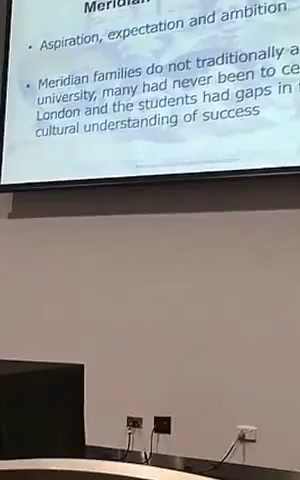 Meridian
• Aspiration, expectation and ambition
• Meridian families do not traditionally a
university, many had never been to ce
London and the students had gaps in
cultural understanding of success